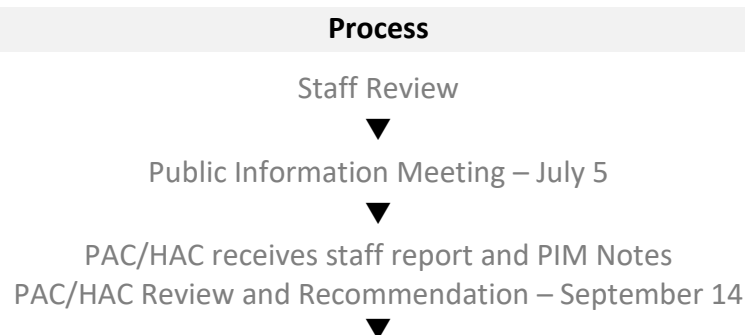 Process
Staff Review
▼
Public Information Meeting – July 5
▼
PAC/HAC receives staff report and PIM Notes
PAC/HAC Review and Recommendation – September 14
▼